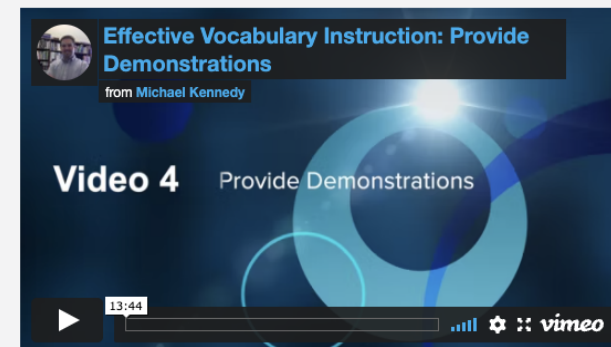 Effective Vocabulary Instruction: Provide
Demonstrations
from Michael Kennedy
Video 4
Provide Demonstrations
13:44
vimeo